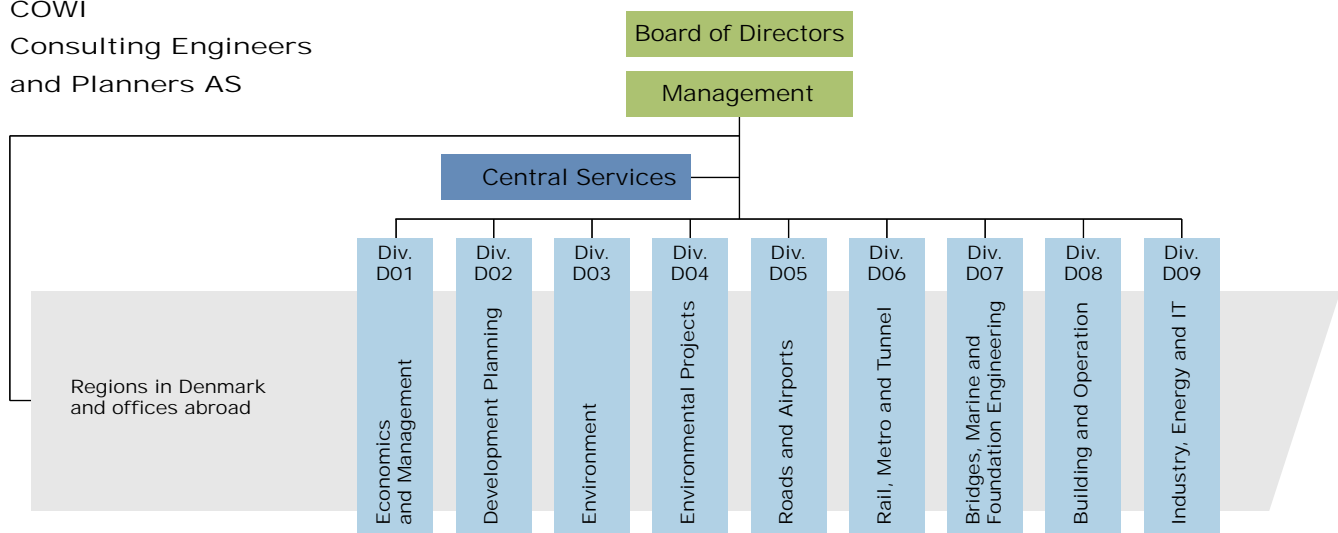 COWI
Consulting Engineers
and Planners AS
Board of Directors
Management
Central Services
Div.
D01
Div.
D02
Div.
D03
Div.
D04
Div.
D05
Div.
D06
Div.
D07
Div.
D08
Div.
D09
Regions in Denmark
and offices abroad
Economics
and Management
Development Planning
Environment
Environmental Projects
Roads and Airports
Rail, Metro and Tunnel
Bridges, Marine and
Foundation Engineering
Building and Operation
Industry, Energy and IT